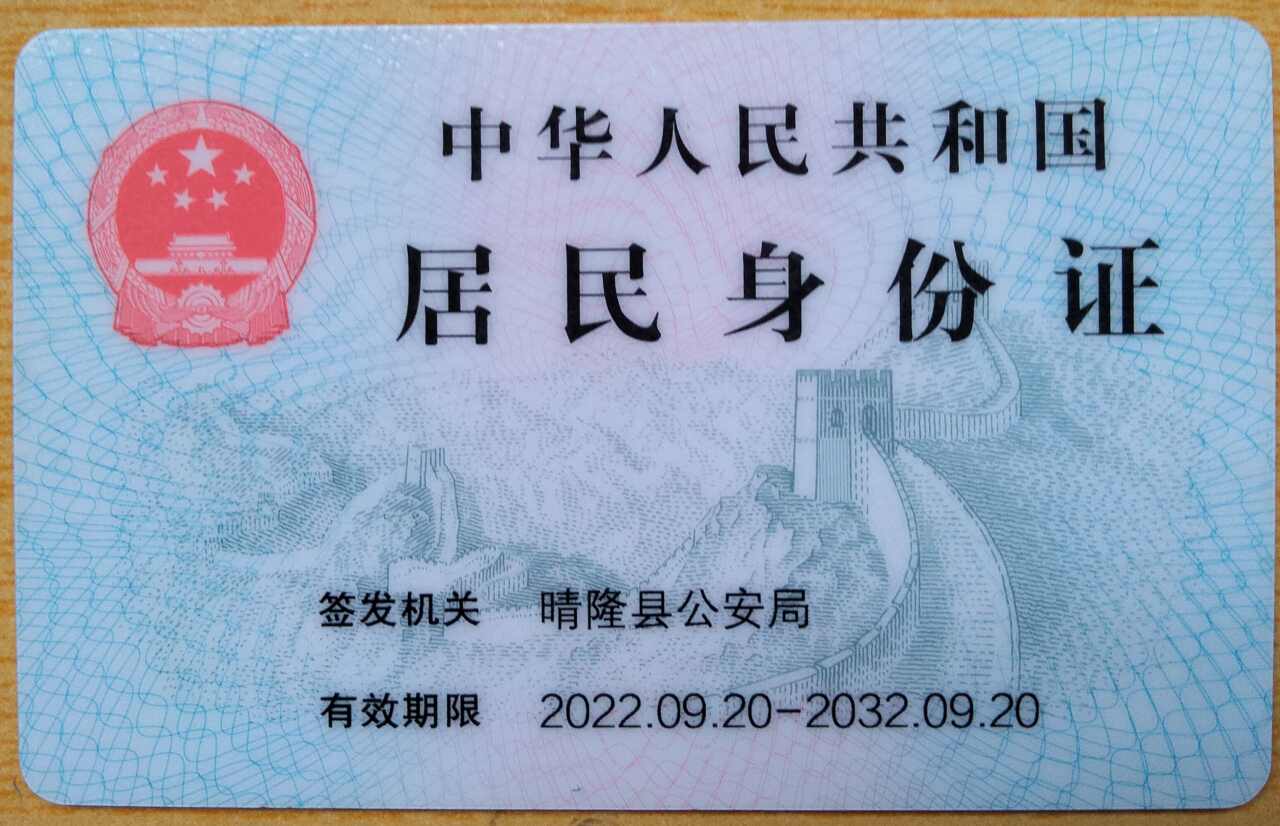 中华人民共和国
居民身份证
签发机关 晴隆县公安局
有效期限 2022.09.20-2032.09.20